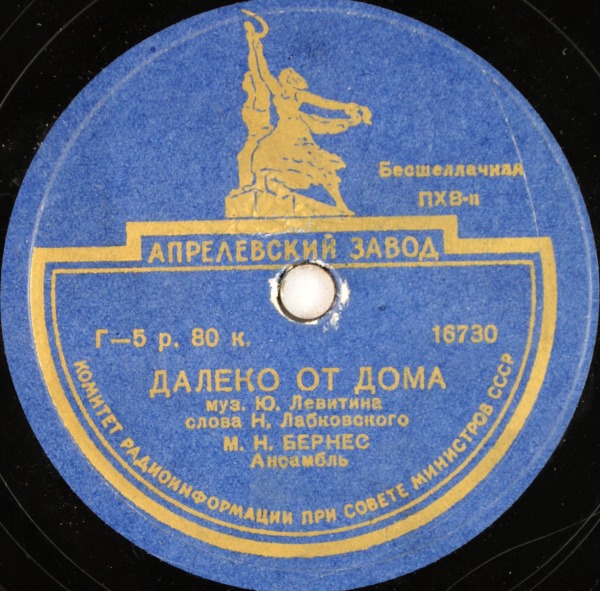 Бесшеллачная
ПХВ-п
АПРЕЛЕВСКИЙ ЗАВОД
Г—5 р. 80 к.
16730
ДАЛЕКО ОТ ДОМА
муз. Ю. Левитина
слова Н. Лабковского
М. Н. БЕРНЕС
Ансамбль
КОМИТЕТ РАДИОИНФОРМАЦИИ ПРИ СОВЕТЕ МИНИСТРОВ СССР